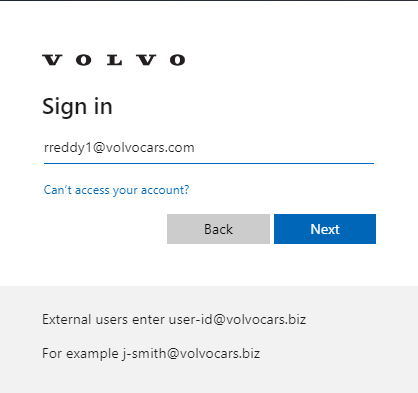 VOLVO
Sign in
rreddy1@volvocars.com
Can't access your account?
Back
Next
External users enter user-id@volvocars.biz
For example j-smith@volvocars.biz